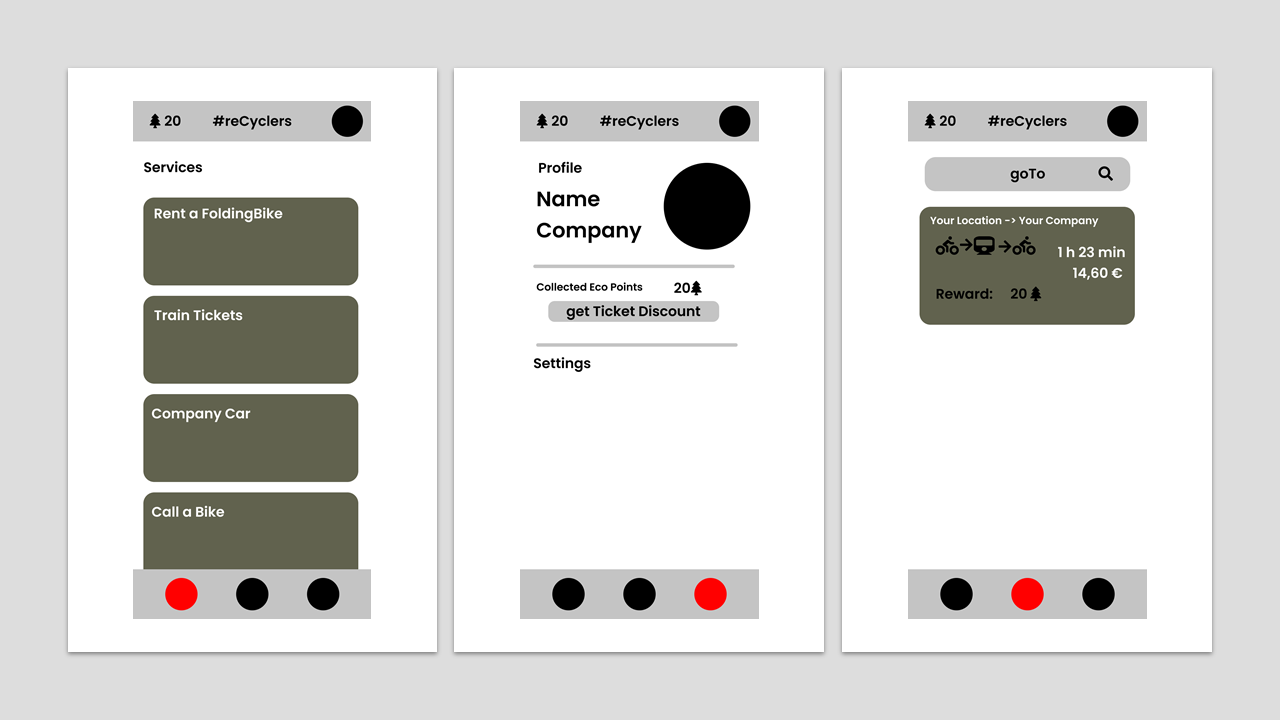 20 #reCyclers
Services
Rent a FoldingBike
Train Tickets
Company Car
Call a Bike
20 #reCyclers
Profile
Name
Company
Collected Eco Points 20
get Ticket Discount
Settings
20 #reCyclers
goTo
Your Location -> Your Company
1 h 23 min
14,60 €
Reward: 20